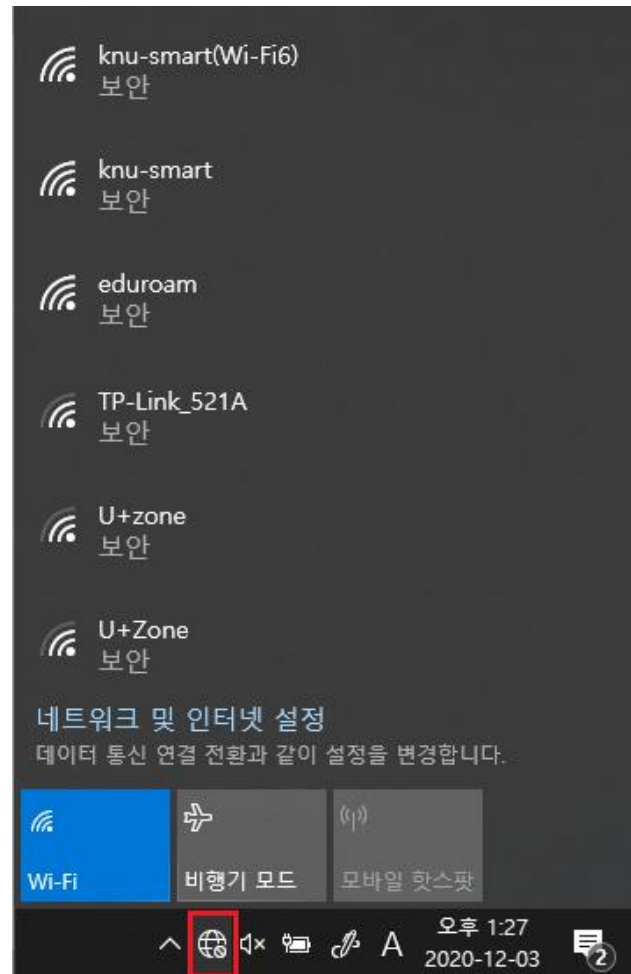 knu-smart(Wi-Fi6)
보안
knu-smart
보안
eduroam
보안
TP-Link_521A
보안
U+zone
보안
U+Zone
보안
네트워크 및 인터넷 설정
데이터 통신 연결 전환과 같이 설정을 변경합니다.
Wi-Fi
비행기 모드
모바일 핫스팟
A
오후 1:27
2020-12-03
2